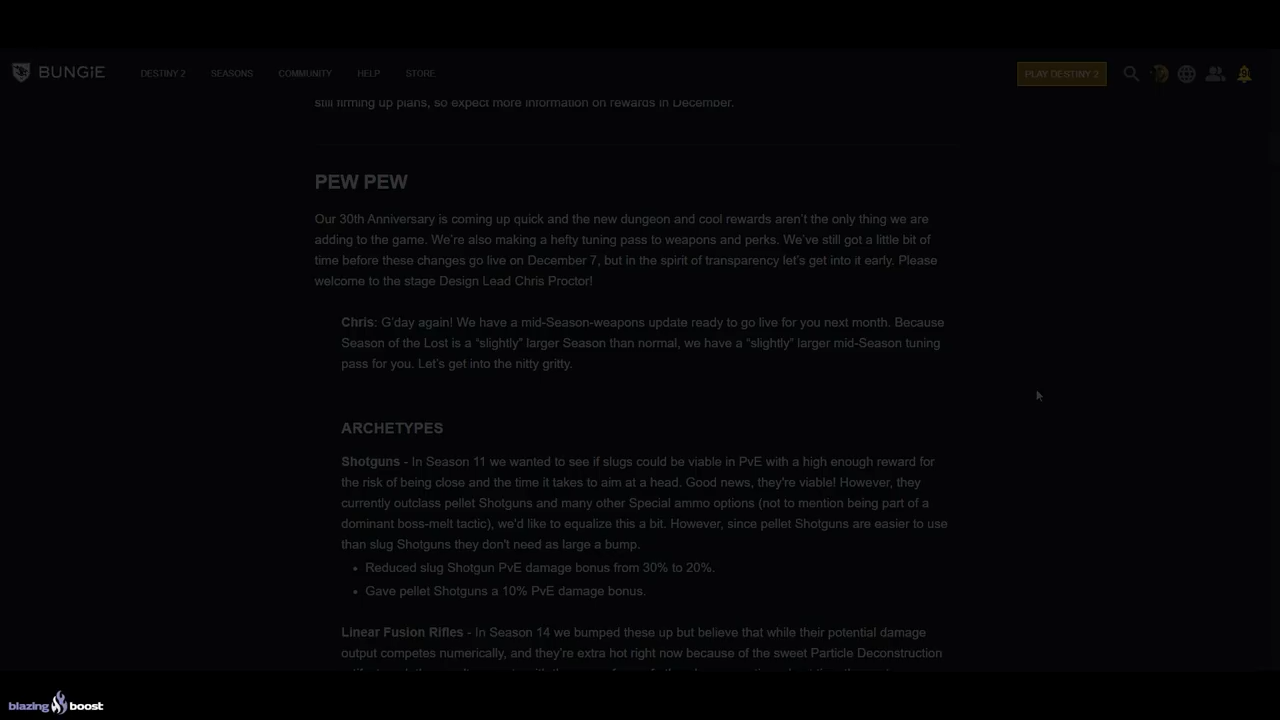 BUNGiE DESTINY 2 SEASONS COMMUNITY HELP STORE PLAY DESTINY 2
still firming up plans, so expect more information on rewards in December.
PEW PEW
Our 30th Anniversary is coming up quick and the new dungeon and cool rewards aren’t the only thing we are
adding to the game. We’re also making a hefty tuning pass to weapons and perks. We’ve still got a little bit of
time before these changes go live on December 7, but in the spirit of transparency let’s get into it early. Please
welcome to the stage Design Lead Chris Proctor!
Chris: G’day again! We have a mid-Season-weapons update ready to go live for you next month. Because
Season of the Lost is a “slightly” larger Season than normal, we have a “slightly” larger mid-Season tuning
pass for you. Let’s get into the nitty gritty.
ARCHETYPES
Shotguns - In Season 11 we wanted to see if slugs could be viable in PvE with a high enough reward for
the risk of being close and the time it takes to aim at a head. Good news, they're viable! However, they
currently outclass pellet Shotguns and many other Special ammo options (not to mention being part of a
dominant boss-melt tactic), we'd like to equalize this a bit. However, since pellet Shotguns are easier to use
than slug Shotguns they don't need as large a bump.
• Reduced slug Shotgun PvE damage bonus from 30% to 20%.
• Gave pellet Shotguns a 10% PvE damage bonus.
Linear Fusion Rifles - In Season 14 we bumped these up but believe that while their potential damage
output competes numerically, and they're extra hot right now because of the sweet Particle Deconstruction
blazing boost